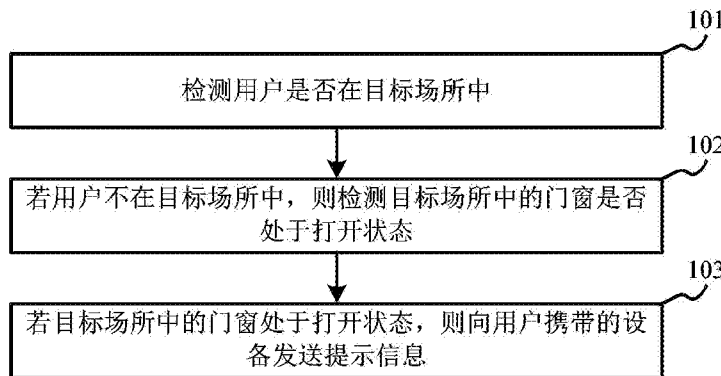 101
检测用户是否在目标场所中
102
若用户不在目标场所中，则检测目标场所中的门窗是否
处于打开状态
103
若目标场所中的门窗处于打开状态，则向用户携带的设
备发送提示信息